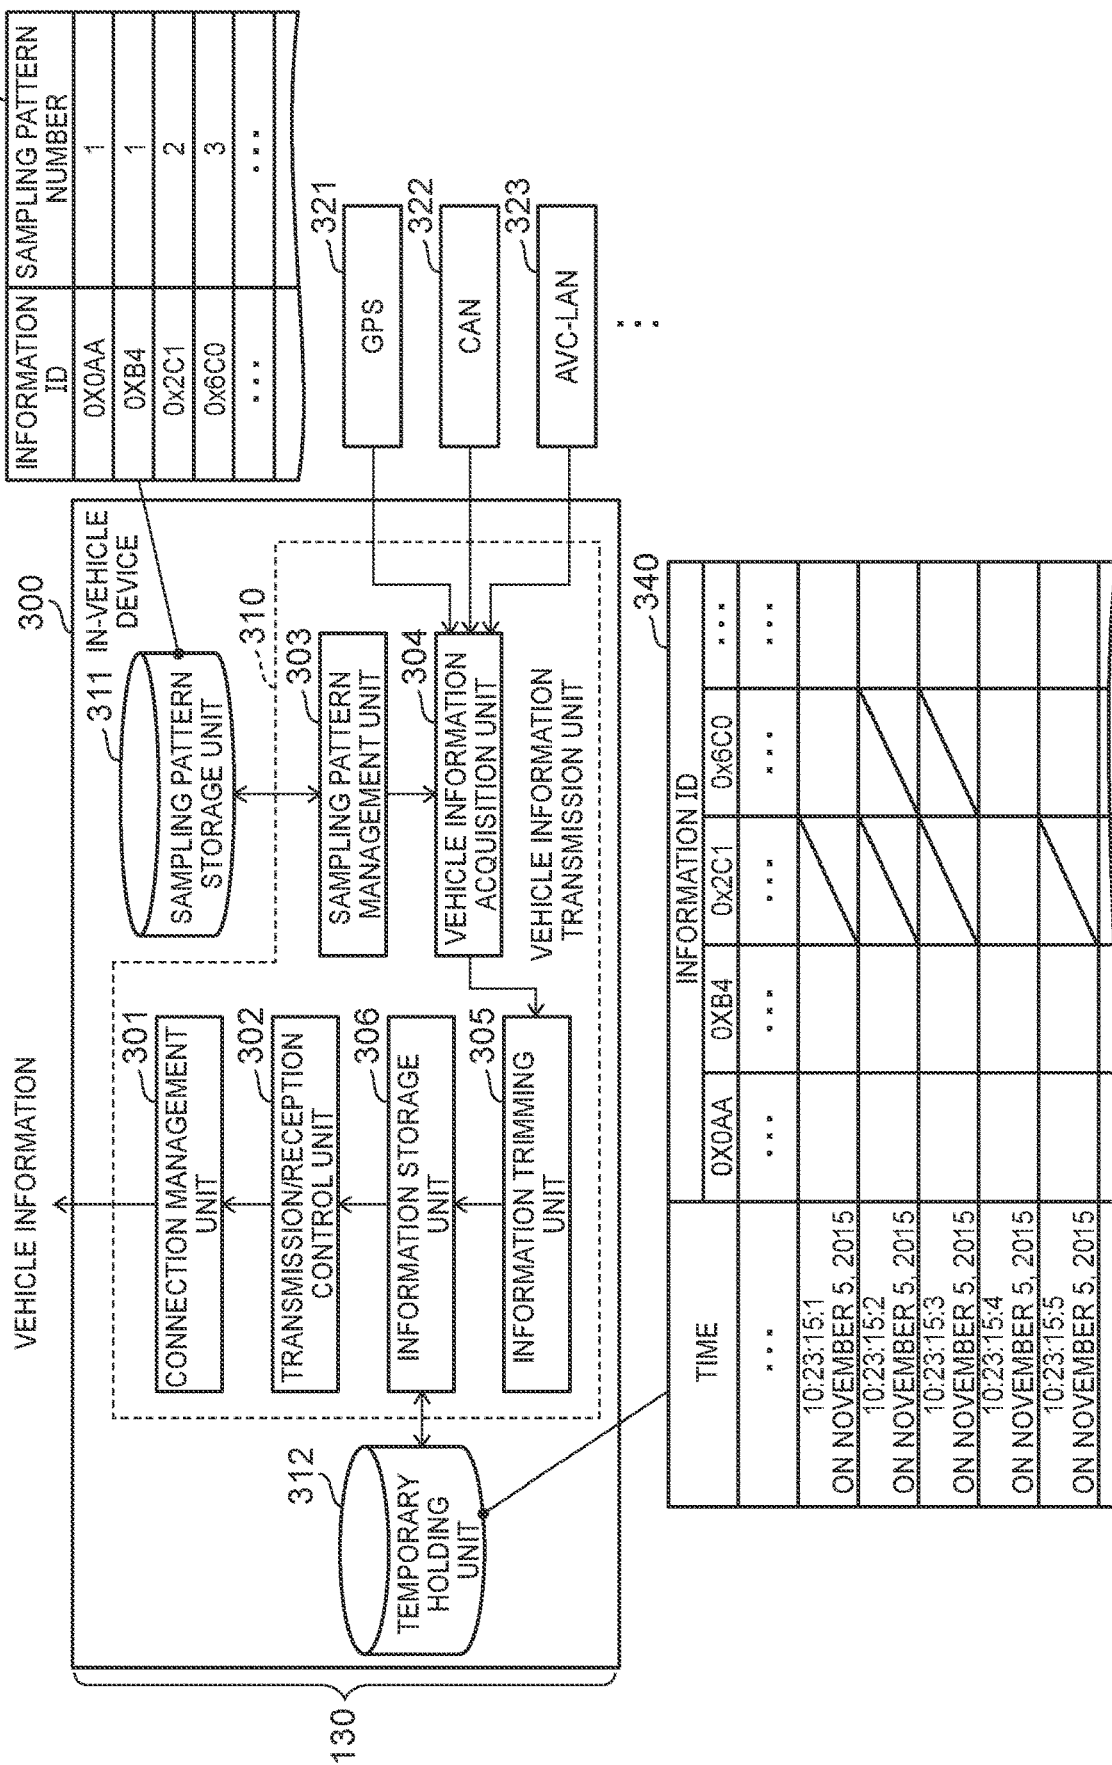 INFORMATION
ID
SAMPLING PATTERN
NUMBER
0X0AA
1
0XB4
1
0x2C1
2
0x6C0
3
...
...
VEHICLE INFORMATION
300
IN-VEHICLE
DEVICE
311
SAMPLING PATTERN
STORAGE UNIT
310
301
CONNECTION MANAGEMENT
UNIT
302
TRANSMISSION/RECEPTION
CONTROL UNIT
303
SAMPLING PATTERN
MANAGEMENT UNIT
312
TEMPORARY
HOLDING
UNIT
306
INFORMATION STORAGE
UNIT
304
VEHICLE INFORMATION
ACQUISITION UNIT
305
INFORMATION TRIMMING
UNIT
VEHICLE INFORMATION
TRANSMISSION UNIT
321
GPS
322
CAN
323
AVC-LAN
...
130
340
TIME
INFORMATION ID
0X0AA
0XB4
0x2C1
0x6C0
...
...
...
...
...
...
...
10:23:15:1
ON NOVEMBER 5, 2015
10:23:15:2
ON NOVEMBER 5, 2015
10:23:15:3
ON NOVEMBER 5, 2015
10:23:15:4
ON NOVEMBER 5, 2015
10:23:15:5
ON NOVEMBER 5, 2015